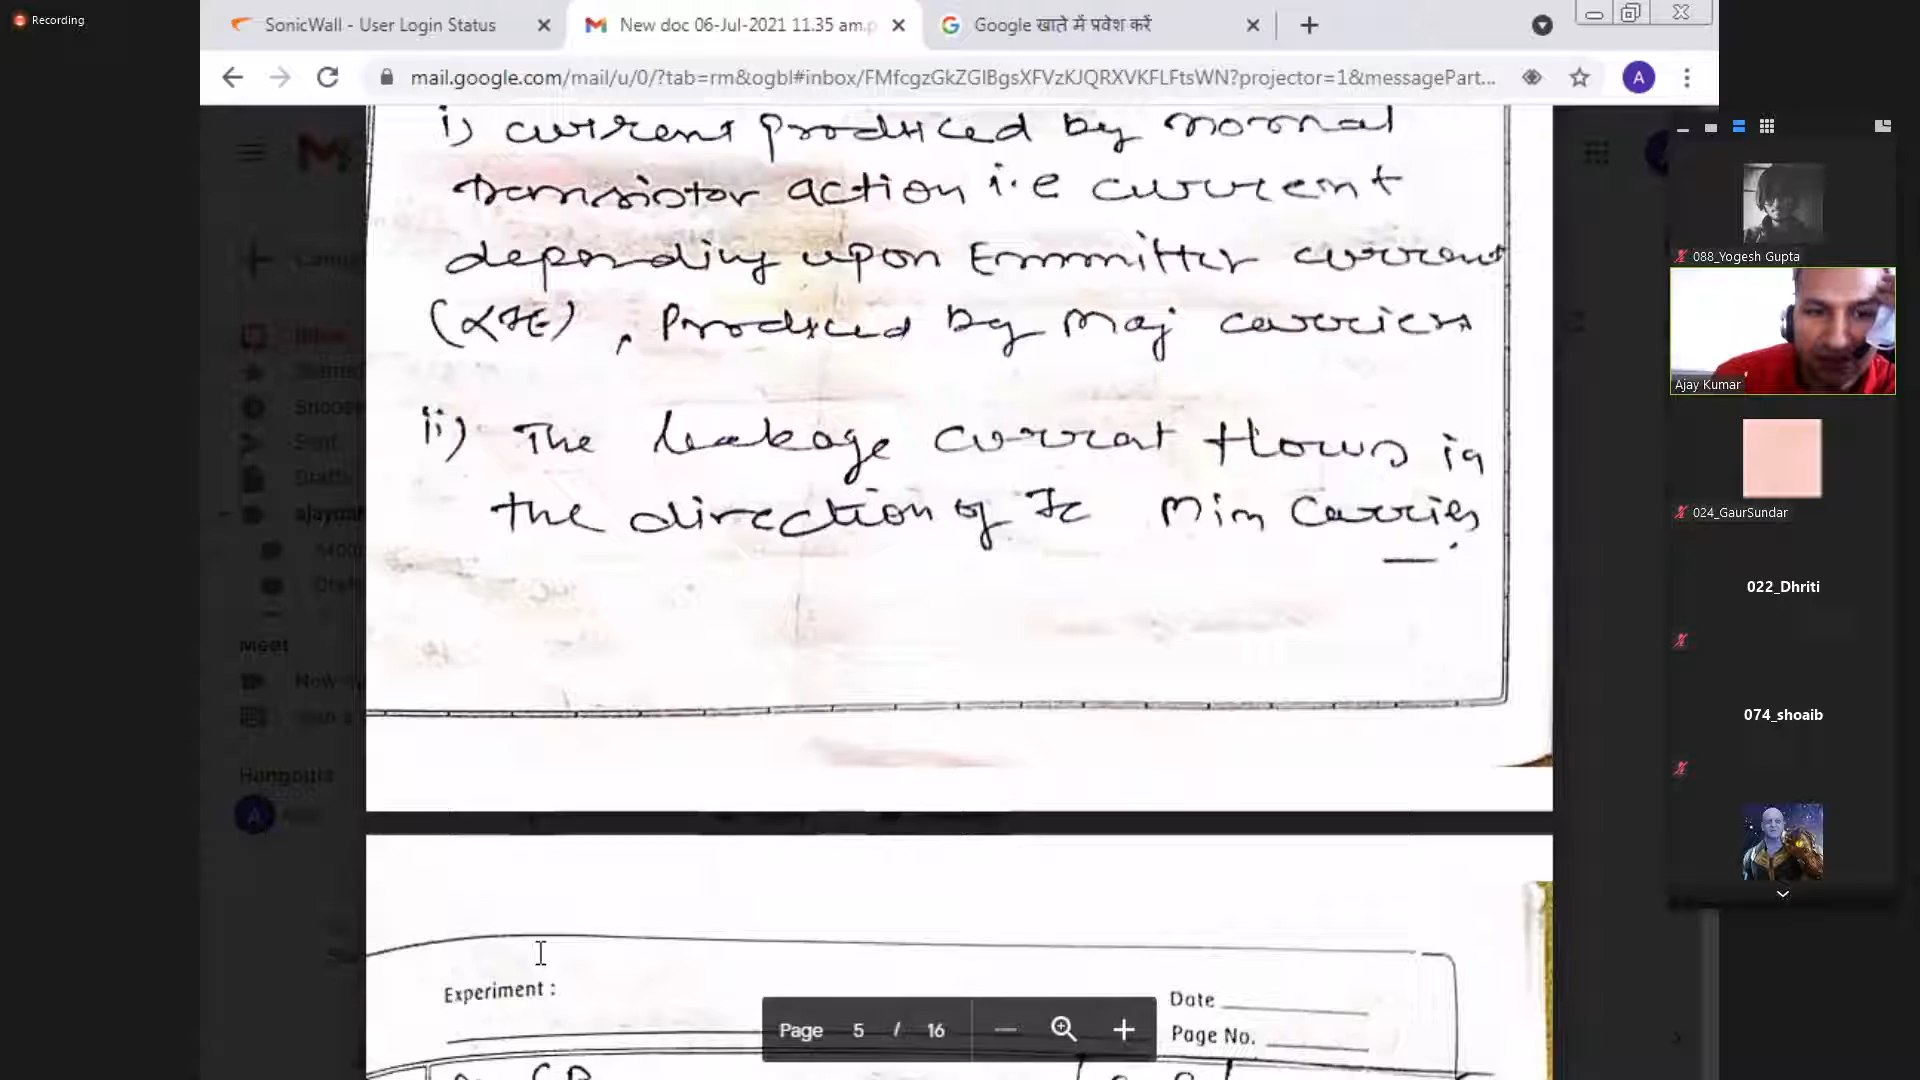 Recording
SonicWall - User Login Status
New doc 06-Jul-2021 11.35 am.p
Google खाते में प्रवेश करें
mail.google.com/mail/u/0/?tab=rm&ogbl#inbox/FMfcgzGkZGlBgsXFVzKJQRXVKFLFtsWN?projector=1&messagePart...
A
i) current produced by normal
transistor action i.e current
depending upon Emmitter current
(αIE), Produced by Maj carriers
ii) The leakage current flows in
the direction of Ic Min Carries
Experiment :
Date
Page No.
Page 5 / 16
Meet
Hangouts
A
088_Yogesh Gupta
Ajay Kumar
024_GaurSundar
022_Dhriti
074_shoaib